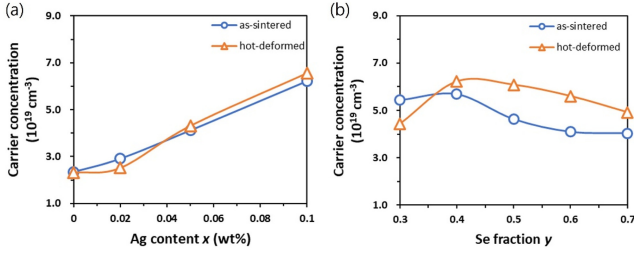 (a)
9.0
7.0
5.0
3.0
1.0
Carrier concentration
(10¹⁹ cm⁻³)
as-sintered
hot-deformed
0 0.02 0.04 0.06 0.08 0.1
Ag content x (wt%)
(b)
9.0
7.0
5.0
3.0
1.0
Carrier concentration
(10¹⁹ cm⁻³)
as-sintered
hot-deformed
0.3 0.4 0.5 0.6 0.7
Se fraction y